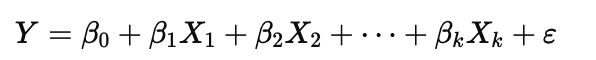 Y = β₀ + β₁X₁ + β₂X₂ + ⋯ + βₖXₖ + ε